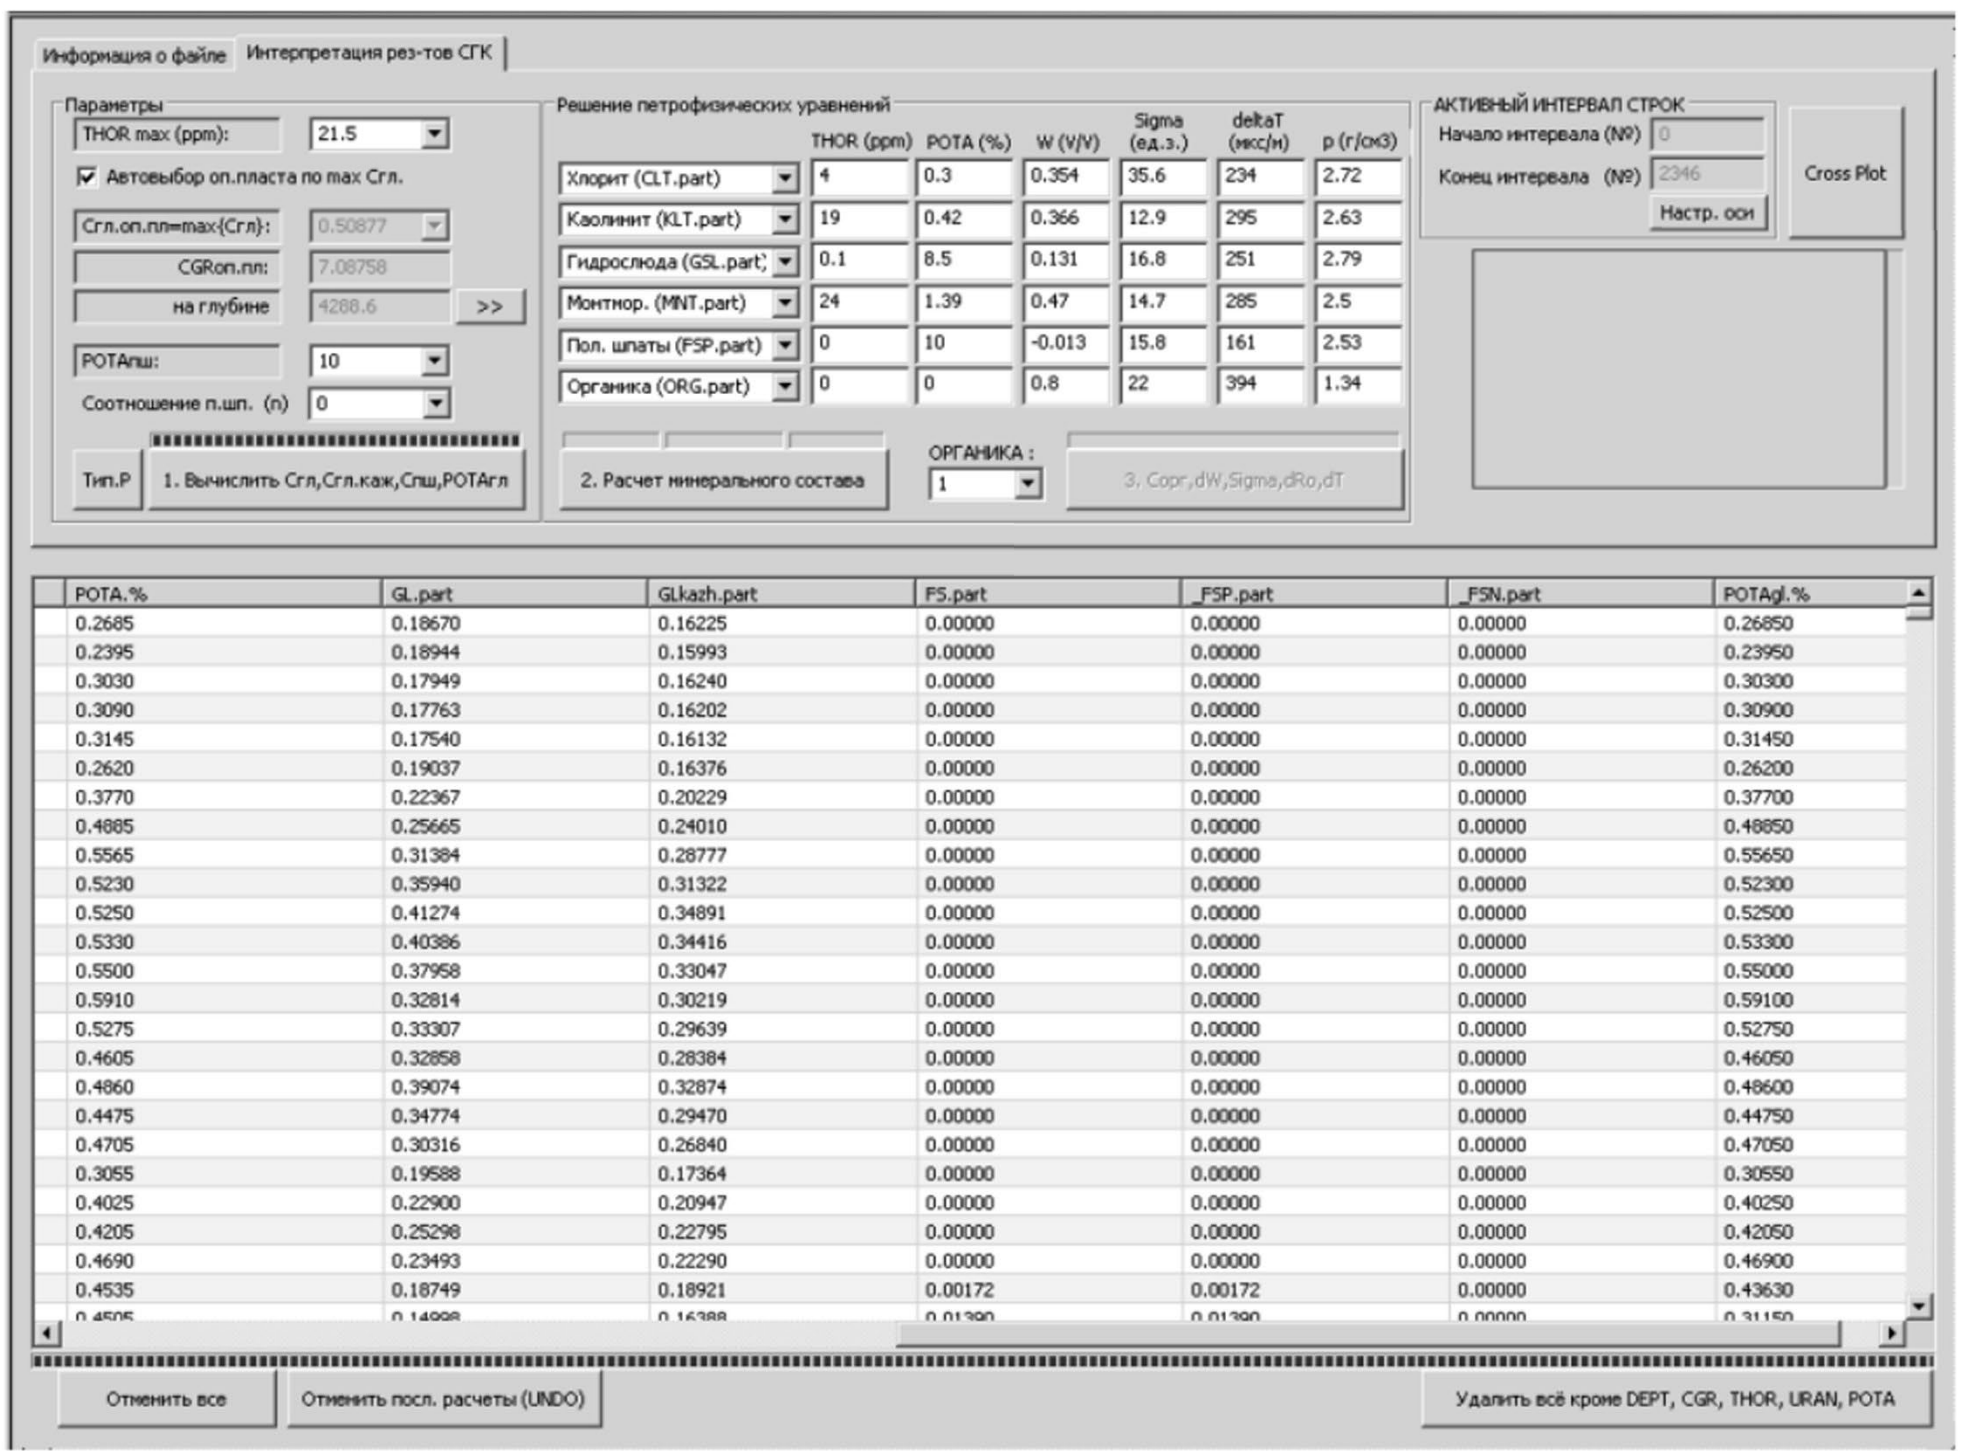 Информация о файле Интерпретация рез-тов СГК
Параметры
THOR max (ppm): 21.5
Автовыбор оп.пласта по max Сгл.
Сгл.оп.пл=max{Сгл}: 0.50877
CGRоп.пл: 7.08758
на глубине 4288.6 >>
POTAпш: 10
Соотношение п.шп. (n) 0
Тип.Р 1. Вычислить Сгл,Сгл.каж,Спш,POTAгл
Решение петрофизических уравнений
THOR (ppm) POTA (%) W (V/V) Sigma (ед.з.) deltaT (мкс/м) p (г/см3)
Хлорит (CLT.part) 4 0.3 0.354 35.6 234 2.72
Каолинит (KLT.part) 19 0.42 0.366 12.9 295 2.63
Гидрослюда (GSL.part; 0.1 8.5 0.131 16.8 251 2.79
Монтмор. (MNT.part) 24 1.39 0.47 14.7 285 2.5
Пол. шпаты (FSP.part) 0 10 -0.013 15.8 161 2.53
Органика (ORG.part) 0 0 0.8 22 394 1.34
2. Расчет минерального состава
ОРГАНИКА :
1
3. Сорг,dW,Sigma,dRo,dT
АКТИВНЫЙ ИНТЕРВАЛ СТРОК
Начало интервала (№) 0
Конец интервала (№) 2346
Настр. оси
Cross Plot
POTA.% GL.part GLkazh.part FS.part _FSP.part _FSN.part POTAgl.%
0.2685 0.18670 0.16225 0.00000 0.00000 0.00000 0.26850
0.2395 0.18944 0.15993 0.00000 0.00000 0.00000 0.23950
0.3030 0.17949 0.16240 0.00000 0.00000 0.00000 0.30300
0.3090 0.17763 0.16202 0.00000 0.00000 0.00000 0.30900
0.3145 0.17540 0.16132 0.00000 0.00000 0.00000 0.31450
0.2620 0.19037 0.16376 0.00000 0.00000 0.00000 0.26200
0.3770 0.22367 0.20229 0.00000 0.00000 0.00000 0.37700
0.4885 0.25665 0.24010 0.00000 0.00000 0.00000 0.48850
0.5565 0.31384 0.28777 0.00000 0.00000 0.00000 0.55650
0.5230 0.35940 0.31322 0.00000 0.00000 0.00000 0.52300
0.5250 0.41274 0.34891 0.00000 0.00000 0.00000 0.52500
0.5330 0.40386 0.34416 0.00000 0.00000 0.00000 0.53300
0.5500 0.37958 0.33047 0.00000 0.00000 0.00000 0.55000
0.5910 0.32814 0.30219 0.00000 0.00000 0.00000 0.59100
0.5275 0.33307 0.29639 0.00000 0.00000 0.00000 0.52750
0.4605 0.32858 0.28384 0.00000 0.00000 0.00000 0.46050
0.4860 0.39074 0.32874 0.00000 0.00000 0.00000 0.48600
0.4475 0.34774 0.29470 0.00000 0.00000 0.00000 0.44750
0.4705 0.30316 0.26840 0.00000 0.00000 0.00000 0.47050
0.3055 0.19588 0.17364 0.00000 0.00000 0.00000 0.30550
0.4025 0.22900 0.20947 0.00000 0.00000 0.00000 0.40250
0.4205 0.25298 0.22795 0.00000 0.00000 0.00000 0.42050
0.4690 0.23493 0.22290 0.00000 0.00000 0.00000 0.46900
0.4535 0.18749 0.18921 0.00172 0.00172 0.00000 0.43630
0.4505 0.14998 0.16388 0.01390 0.01390 0.00000 0.31150
Отменить все Отменить посл. расчеты (UNDO) Удалить всё кроме DEPT, CGR, THOR, URAN, POTA